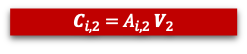 C_{i,2} = A_{i,2} V_2